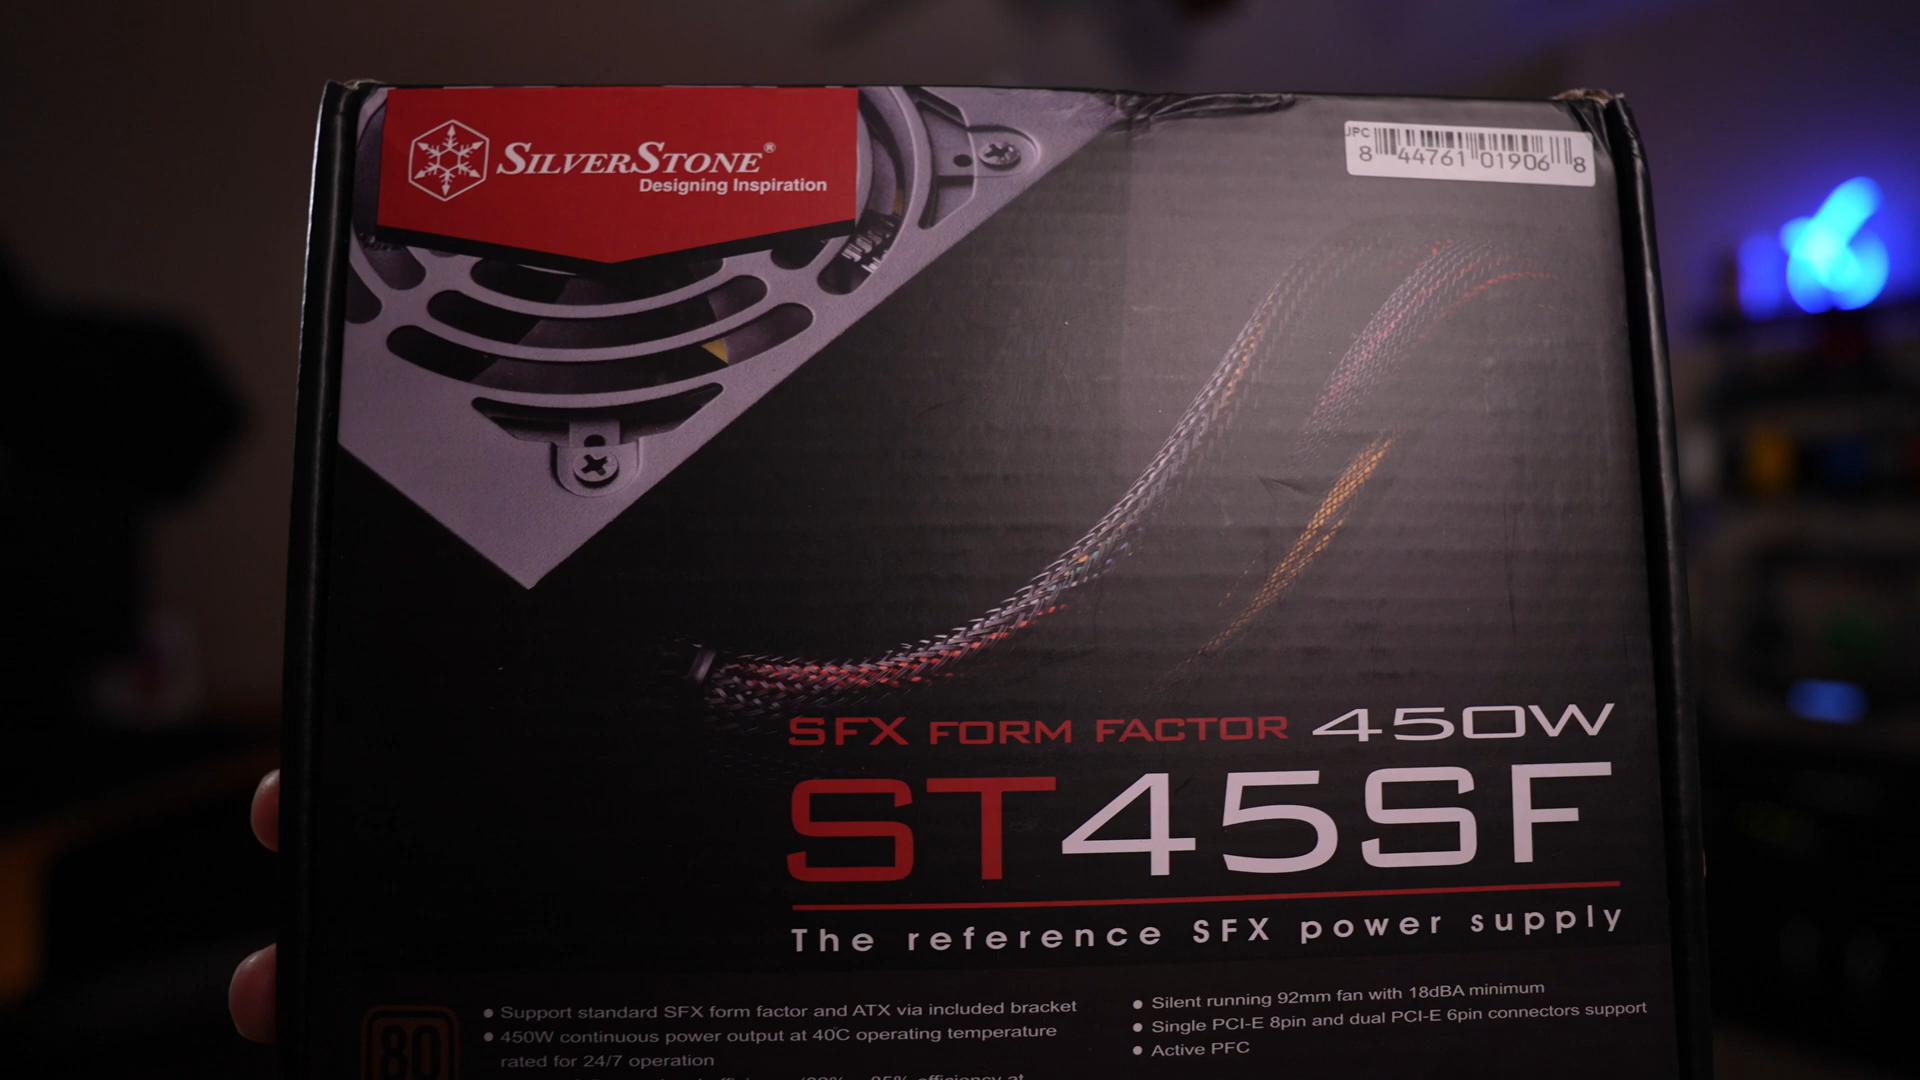 SILVERSTONE®
Designing Inspiration
UPC
8 44761 01906 8
SFX FORM FACTOR 450W
ST45SF
The reference SFX power supply
80
● Support standard SFX form factor and ATX via included bracket
● 450W continuous power output at 40C operating temperature
rated for 24/7 operation
● Silent running 92mm fan with 18dBA minimum
● Single PCI-E 8pin and dual PCI-E 6pin connectors support
● Active PFC